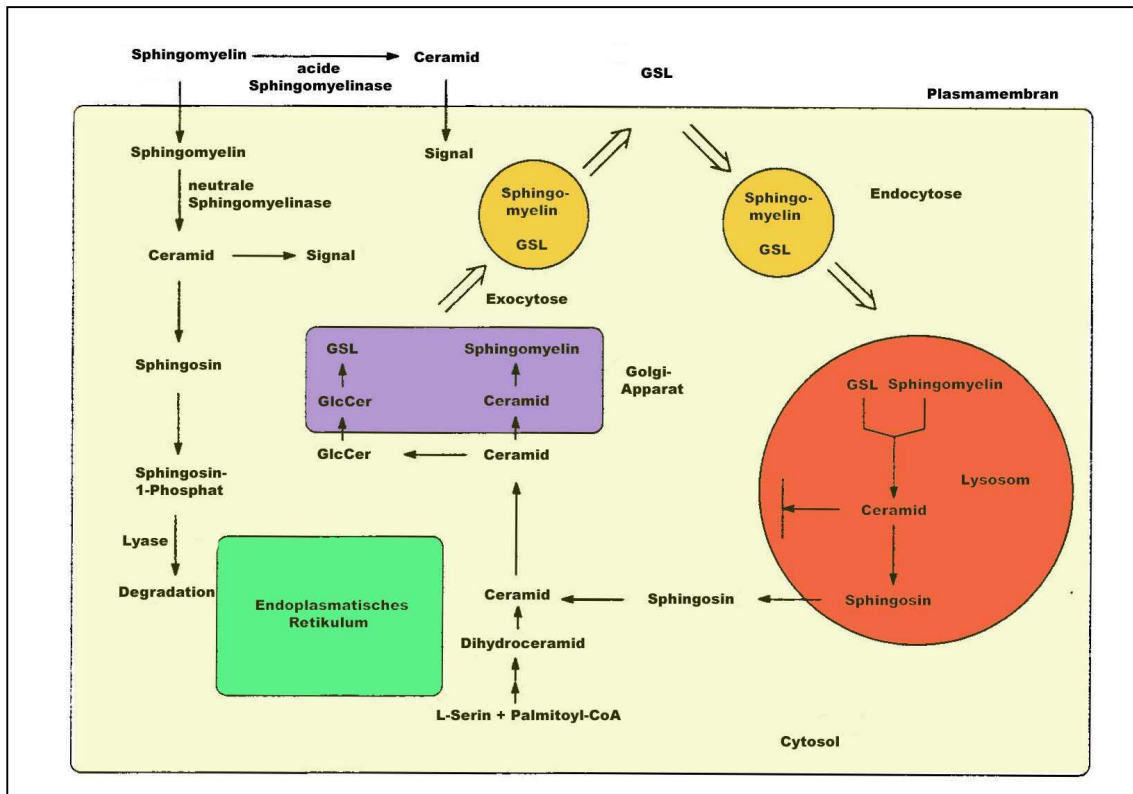 Sphingomyelin
acide
Sphingomyelinase
Ceramid
GSL
Plasmamembran
Sphingomyelin
Signal
neutrale
Sphingomyelinase
Ceramid
Signal
Sphingosin
Sphingosin-
1-Phosphat
Lyase
Degradation
Sphingo-
myelin
GSL
Exocytose
Sphingo-
myelin
GSL
Endocytose
GSL
Sphingomyelin
GlcCer
Ceramid
Golgi-
Apparat
GlcCer
Ceramid
GSL Sphingomyelin
Lysosom
Ceramid
Sphingosin
Endoplasmatisches
Retikulum
Ceramid
Sphingosin
Dihydroceramid
L-Serin + Palmitoyl-CoA
Cytosol